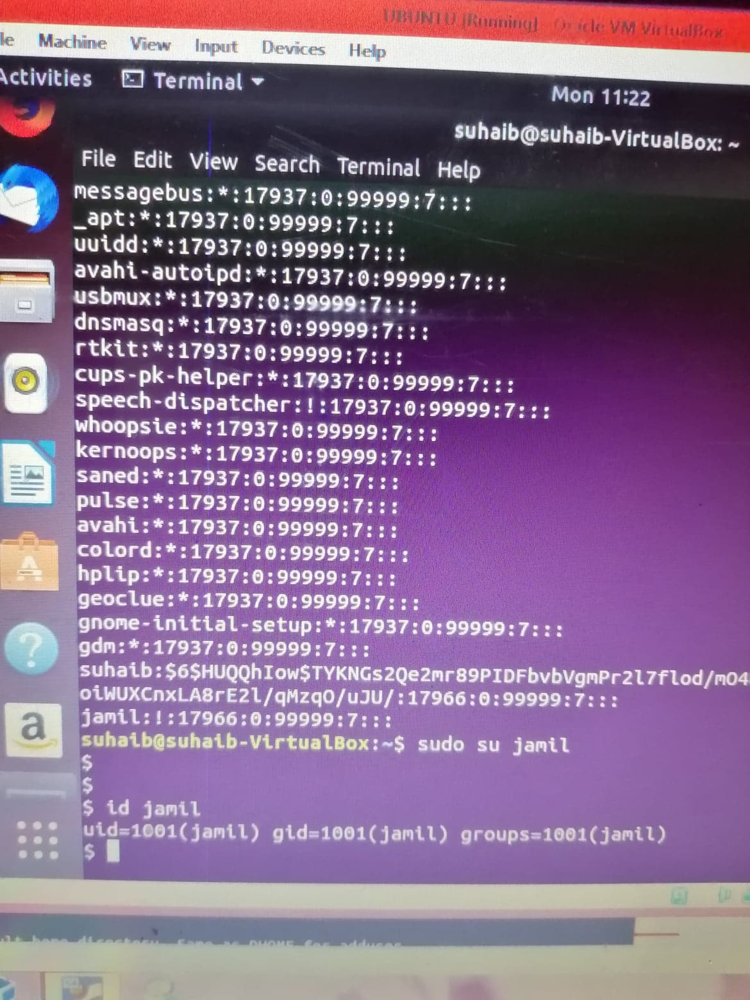 UBUNTU [Running] Oracle VM VirtualBox
le Machine View Input Devices Help
Activities Terminal Mon 11:22
suhaib@suhaib-VirtualBox: ~
File Edit View Search Terminal Help
messagebus:*:17937:0:99999:7:::
_apt:*:17937:0:99999:7:::
uuidd:*:17937:0:99999:7:::
avahi-autoipd:*:17937:0:99999:7:::
usbmux:*:17937:0:99999:7:::
dnsmasq:*:17937:0:99999:7:::
rtkit:*:17937:0:99999:7:::
cups-pk-helper:*:17937:0:99999:7:::
speech-dispatcher:!:17937:0:99999:7:::
whoopsie:*:17937:0:99999:7:::
kernoops:*:17937:0:99999:7:::
saned:*:17937:0:99999:7:::
pulse:*:17937:0:99999:7:::
avahi:*:17937:0:99999:7:::
colord:*:17937:0:99999:7:::
hplip:*:17937:0:99999:7:::
geoclue:*:17937:0:99999:7:::
gnome-initial-setup:*:17937:0:99999:7:::
gdm:*:17937:0:99999:7:::
suhaib:$6$HUQQhIow$TYKNGs2Qe2mr89PIDFbvbVgmPr2l7flod/mO4
oiWUXCnxLA8rE2l/qMzqO/uJU/:17966:0:99999:7:::
jamil:!:17966:0:99999:7:::
suhaib@suhaib-VirtualBox:~$ sudo su jamil
$
$
$ id jamil
uid=1001(jamil) gid=1001(jamil) groups=1001(jamil)
$